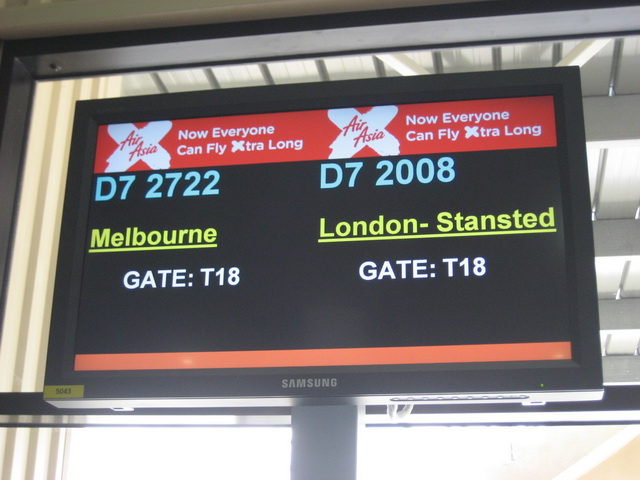 Air Asia Now Everyone Can Fly Xtra Long
D7 2722
Melbourne
GATE: T18
Air Asia Now Everyone Can Fly Xtra Long
D7 2008
London- Stansted
GATE: T18
SAMSUNG
5043